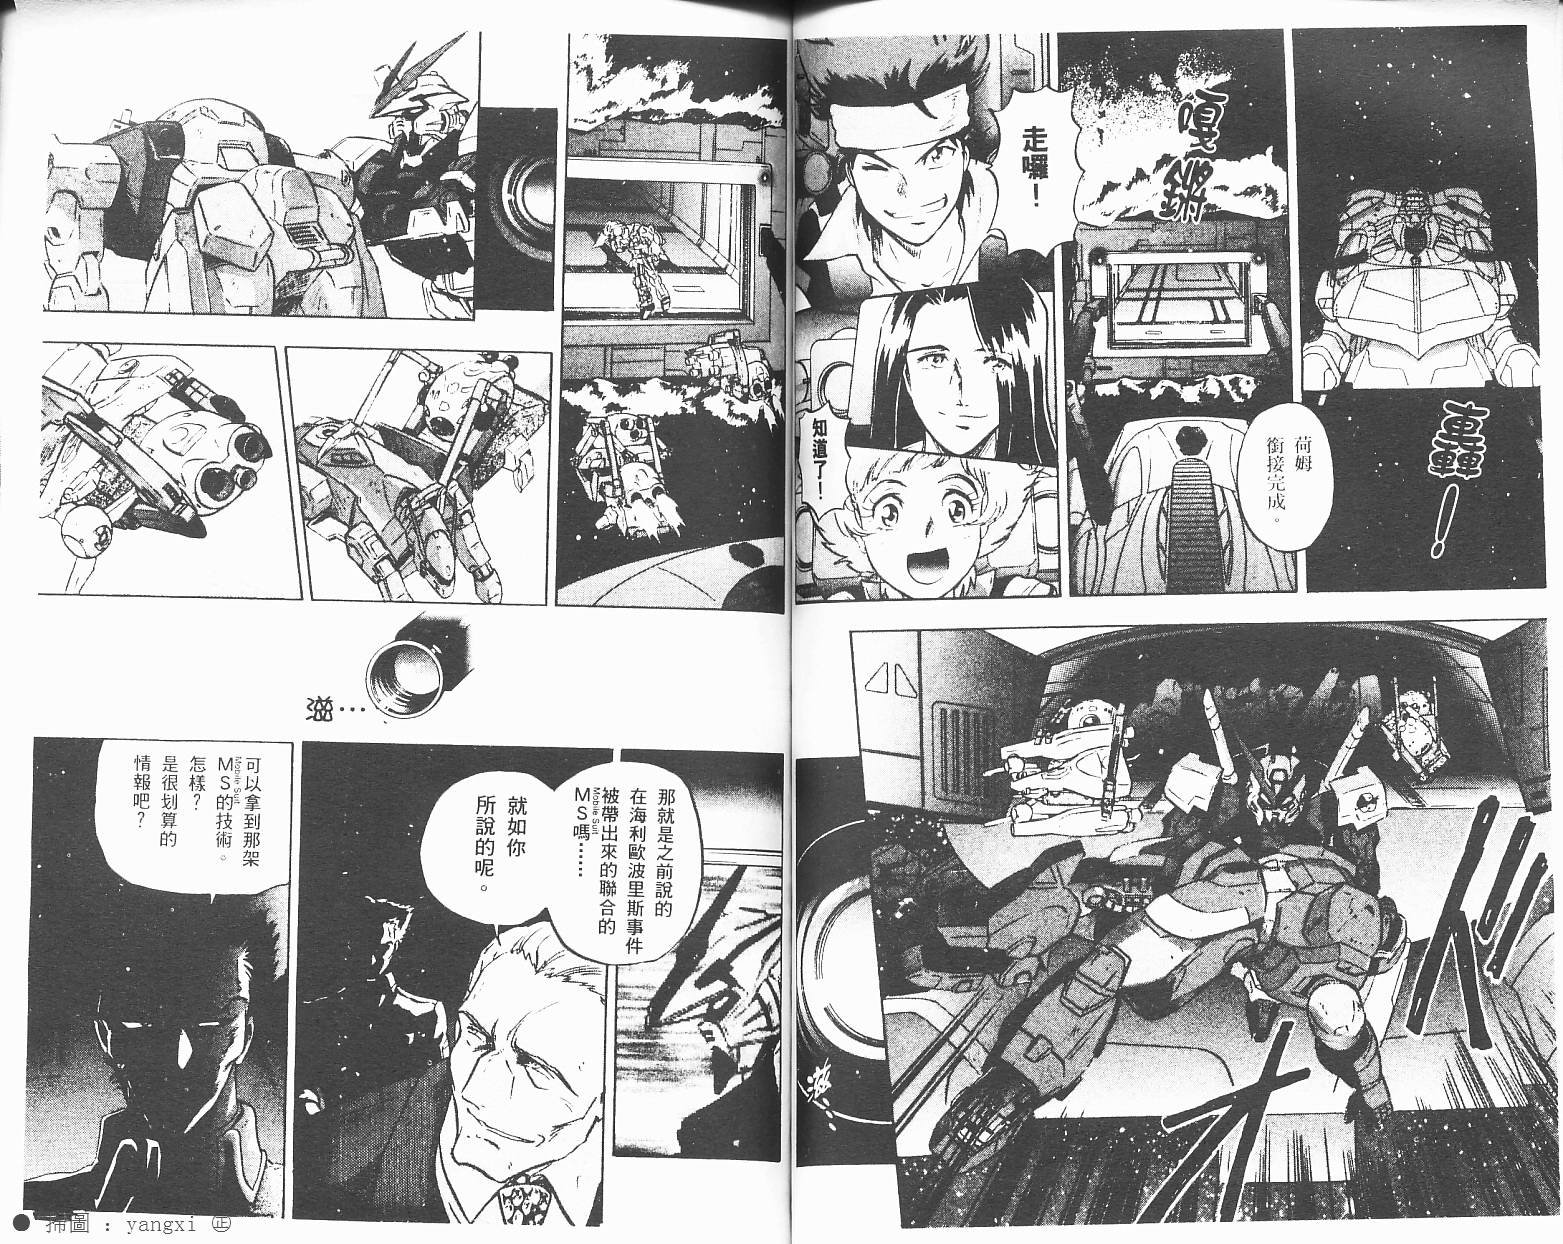 轟！
荷姆
銜接完成。
嘎
鏘
走囉！
知道了！
滋…
滋…
那就是之前說的
在海利歐波里斯事件
被帶出來的聯合的
MS嗎……
Mobile Suit
就如你
所說的呢。
可以拿到那架
MS的技術。
Mobile Suit
怎樣？
是很划算的
情報吧？
● 掃圖 : yangxi ㊣